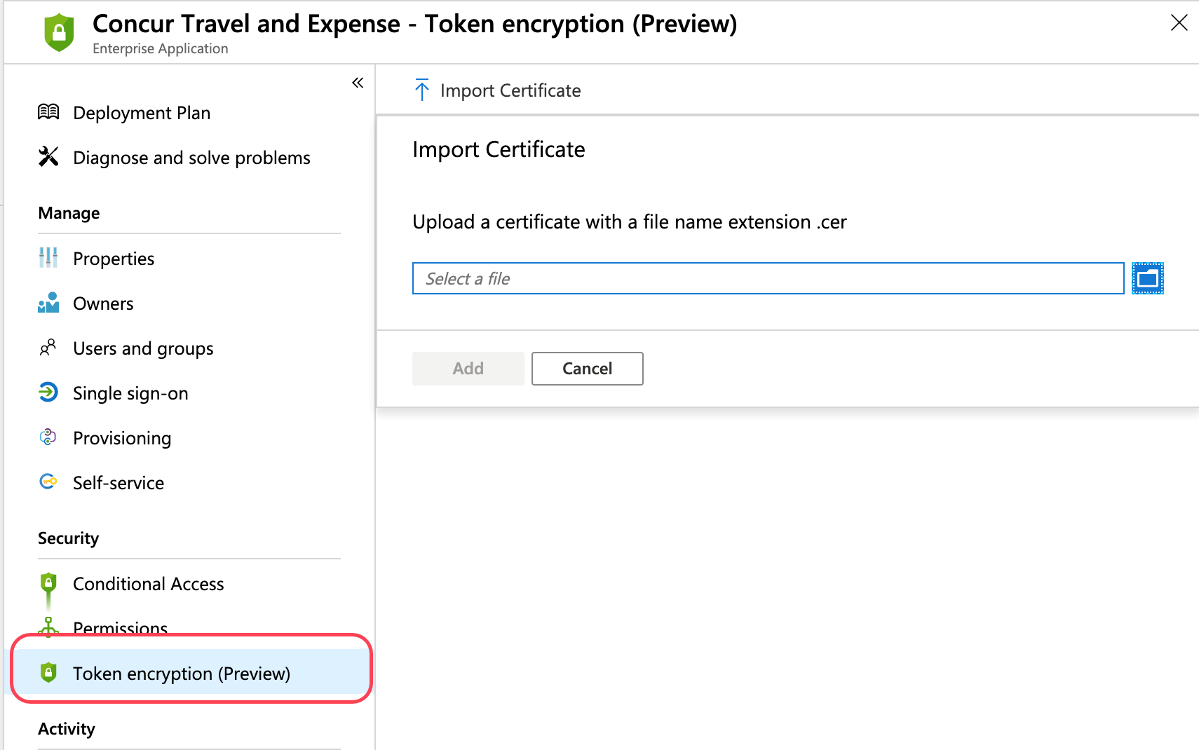 Concur Travel and Expense - Token encryption (Preview)
Enterprise Application
Deployment Plan
Diagnose and solve problems
Manage
Properties
Owners
Users and groups
Single sign-on
Provisioning
Self-service
Security
Conditional Access
Permissions
Token encryption (Preview)
Activity
Import Certificate
Import Certificate
Upload a certificate with a file name extension .cer
Select a file
Add
Cancel